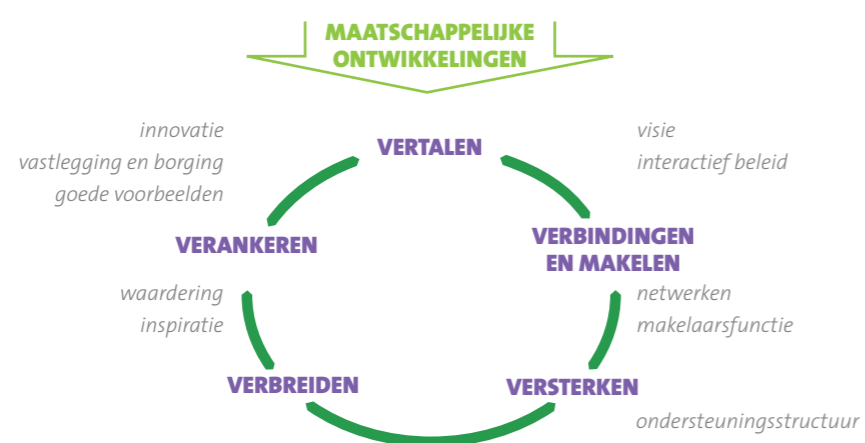 MAATSCHAPPELIJKE
ONTWIKKELINGEN
innovatie
vastlegging en borging
goede voorbeelden
VERTALEN
visie
interactief beleid
VERANKEREN
VERBINDINGEN
EN MAKELEN
waardering
inspiratie
netwerken
makelaarsfunctie
VERBREIDEN
VERSTERKEN
ondersteuningsstructuur